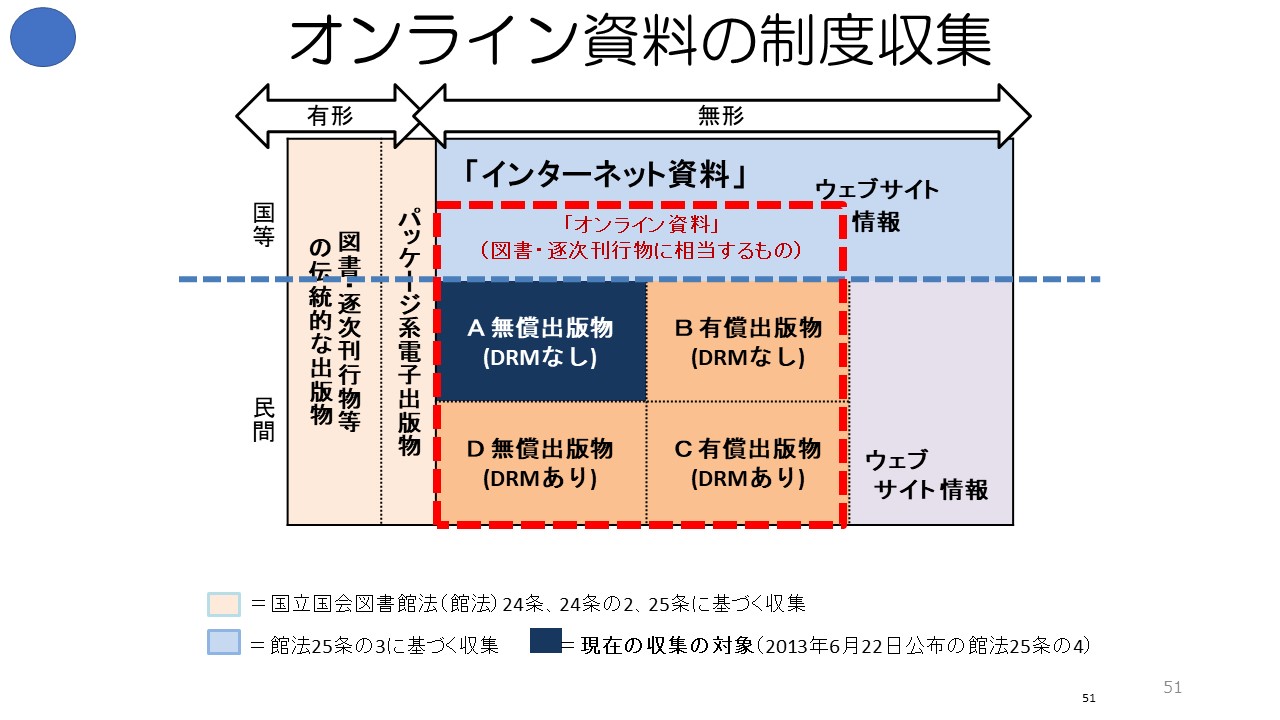 オンライン資料の制度収集
有形
無形
国等
民間
図書・逐次刊行物等
の伝統的な出版物
パッケージ系電子出版物
「インターネット資料」
ウェブサイト
情報
「オンライン資料」
（図書・逐次刊行物に相当するもの）
A 無償出版物
(DRMなし)
B 有償出版物
(DRMなし)
D 無償出版物
(DRMあり)
C 有償出版物
(DRMあり)
ウェブ
サイト情報
＝国立国会図書館法（館法）24条、24条の2、25条に基づく収集
＝館法25条の3に基づく収集
＝現在の収集の対象（2013年6月22日公布の館法25条の4）
51
51